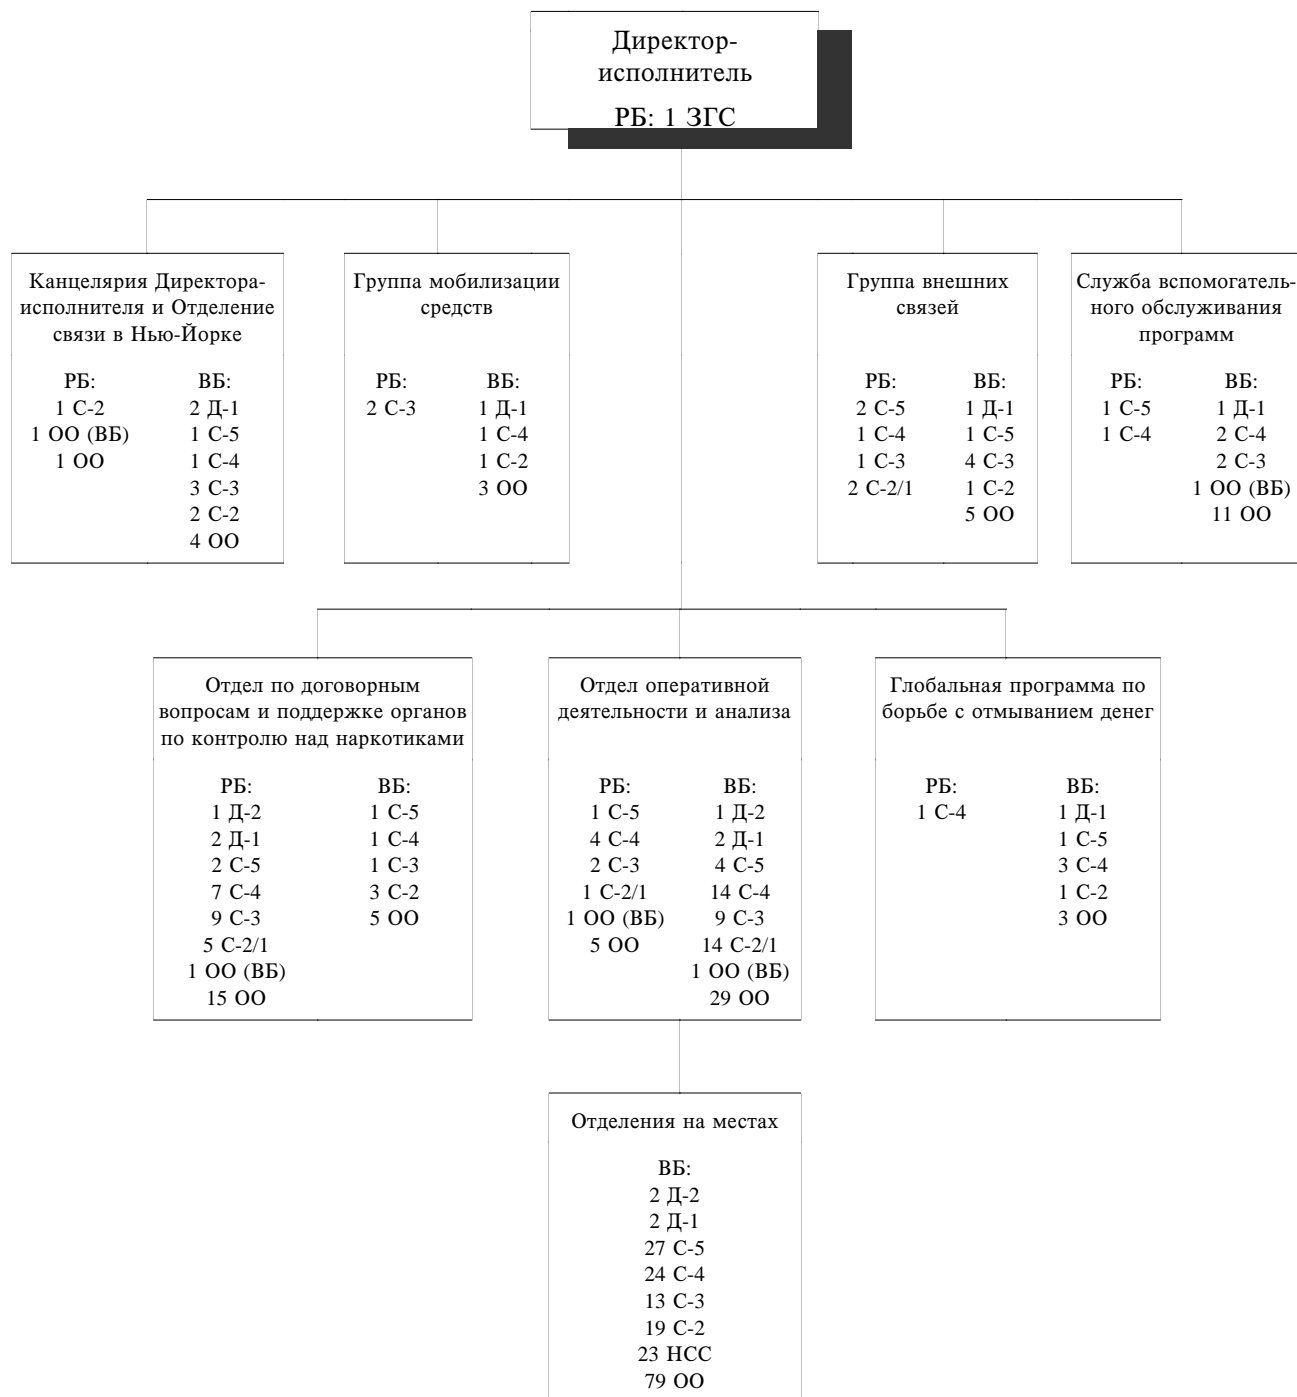 Директор-
исполнитель
РБ: 1 ЗГС
Канцелярия Директора-
исполнителя и Отделение
связи в Нью-Йорке
РБ:
1 С-2
1 ОО (ВБ)
1 ОО
ВБ:
2 Д-1
1 С-5
1 С-4
3 С-3
2 С-2
4 ОО
Группа мобилизации
средств
РБ:
2 С-3
ВБ:
1 Д-1
1 С-4
1 С-2
3 ОО
Группа внешних
связей
РБ:
2 С-5
1 С-4
1 С-3
2 С-2/1
ВБ:
1 Д-1
1 С-5
4 С-3
1 С-2
5 ОО
Служба вспомогатель-
ного обслуживания
программ
РБ:
1 С-5
1 С-4
ВБ:
1 Д-1
2 С-4
2 С-3
1 ОО (ВБ)
11 ОО
Отдел по договорным
вопросам и поддержке органов
по контролю над наркотиками
РБ:
1 Д-2
2 Д-1
2 С-5
7 С-4
9 С-3
5 С-2/1
1 ОО (ВБ)
15 ОО
ВБ:
1 С-5
1 С-4
1 С-3
3 С-2
5 ОО
Отдел оперативной
деятельности и анализа
РБ:
1 С-5
4 С-4
2 С-3
1 С-2/1
1 ОО (ВБ)
5 ОО
ВБ:
1 Д-2
2 Д-1
4 С-5
14 С-4
9 С-3
14 С-2/1
1 ОО (ВБ)
29 ОО
Глобальная программа по
борьбе с отмыванием денег
РБ:
1 С-4
ВБ:
1 Д-1
1 С-5
3 С-4
1 С-2
3 ОО
Отделения на местах
ВБ:
2 Д-2
2 Д-1
27 С-5
24 С-4
13 С-3
19 С-2
23 НСС
79 ОО